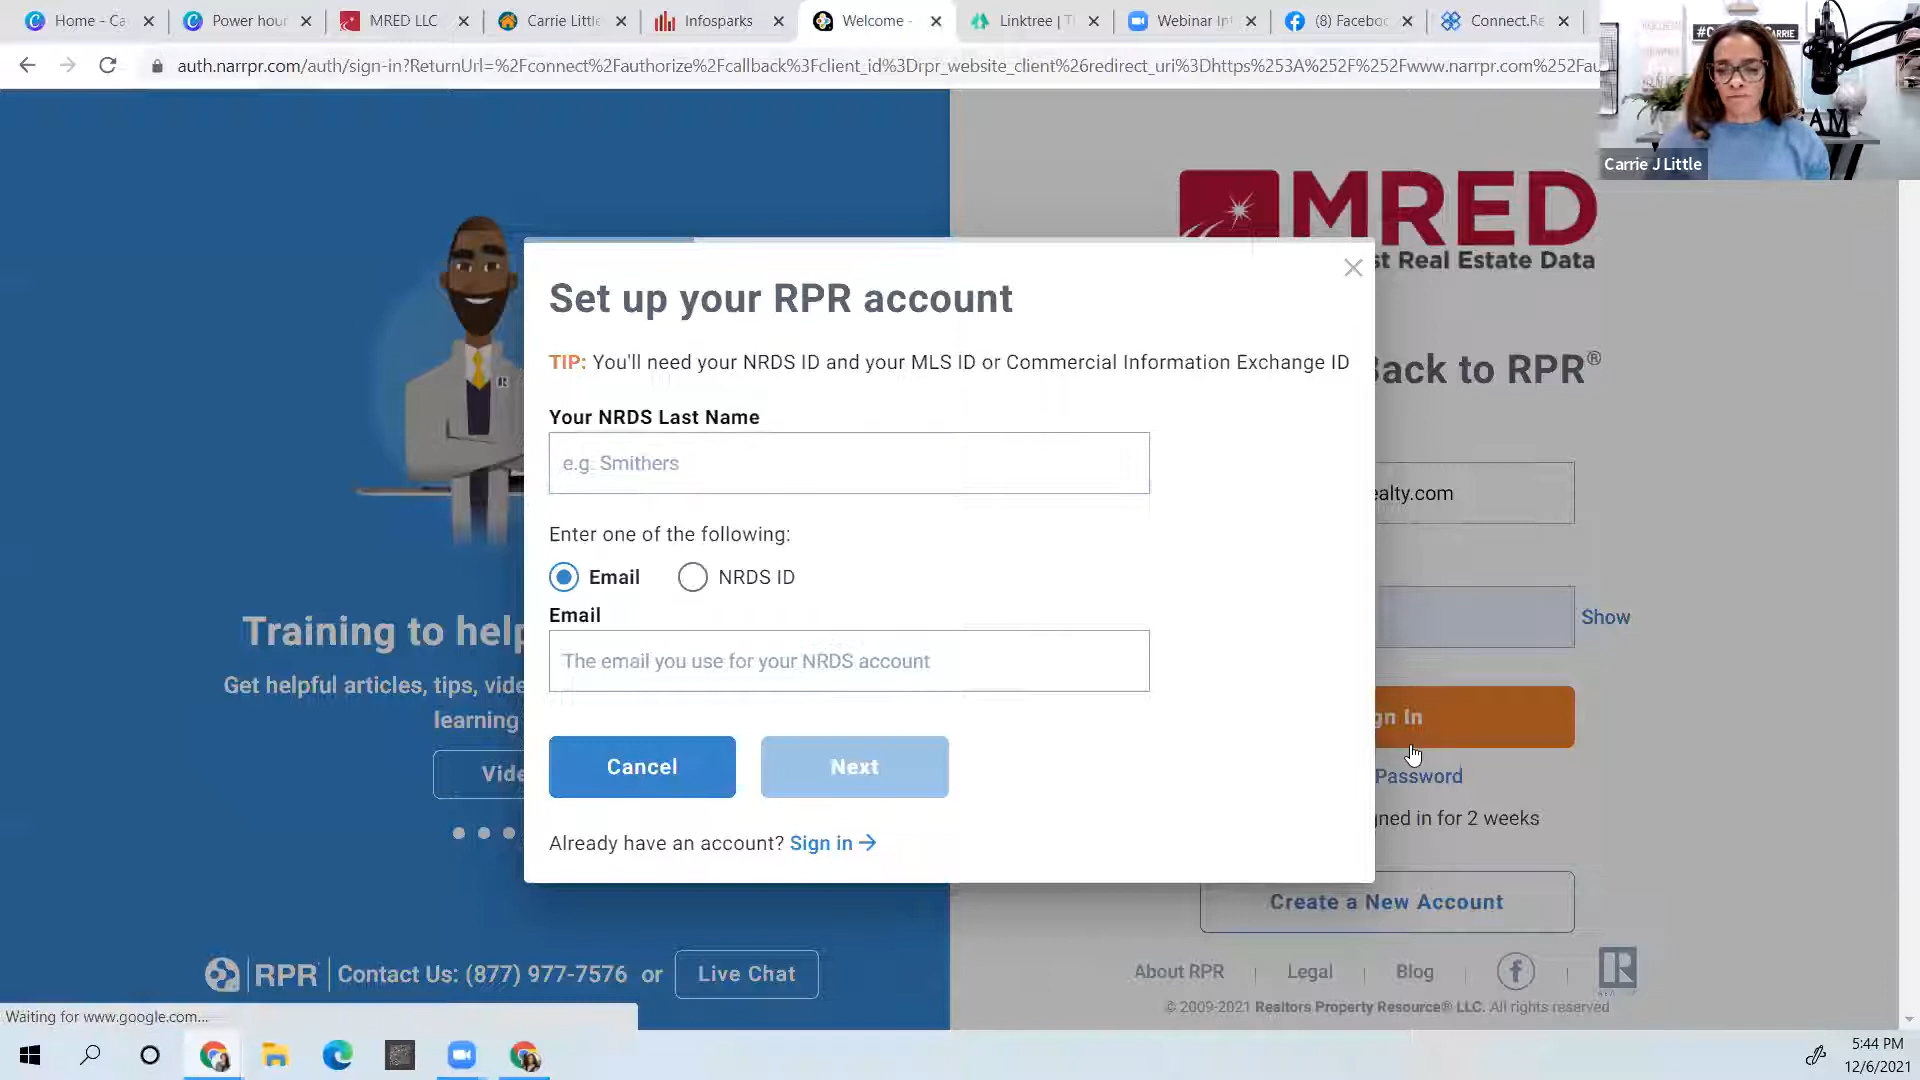 Home - Ca
Power hour
MRED LLC
Carrie Little
Infosparks
Welcome -
Linktree | T
Webinar In
(8) Faceboo
Connect.Re
auth.narrpr.com/auth/sign-in?ReturnUrl=%2Fconnect%2Fauthorize%2Fcallback%3Fclient_id%3Drpr_website_client%26redirect_uri%3Dhttps%253A%252F%252Fwww.narrpr.com%252Fau
Carrie J Little
MRED
st Real Estate Data
Set up your RPR account
TIP: You'll need your NRDS ID and your MLS ID or Commercial Information Exchange ID
Back to RPR®
Your NRDS Last Name
e.g. Smithers
ealty.com
Enter one of the following:
Email
NRDS ID
Email
Show
The email you use for your NRDS account
Training to help
Get helpful articles, tips, vide
learning
Vide
gn In
Cancel
Next
Password
ned in for 2 weeks
Already have an account? Sign in
Create a New Account
RPR® Contact Us: (877) 977-7576 or Live Chat
About RPR
Legal
Blog
© 2009-2021 Realtors Property Resource® LLC. All rights reserved
Waiting for www.google.com...
5:44 PM
12/6/2021